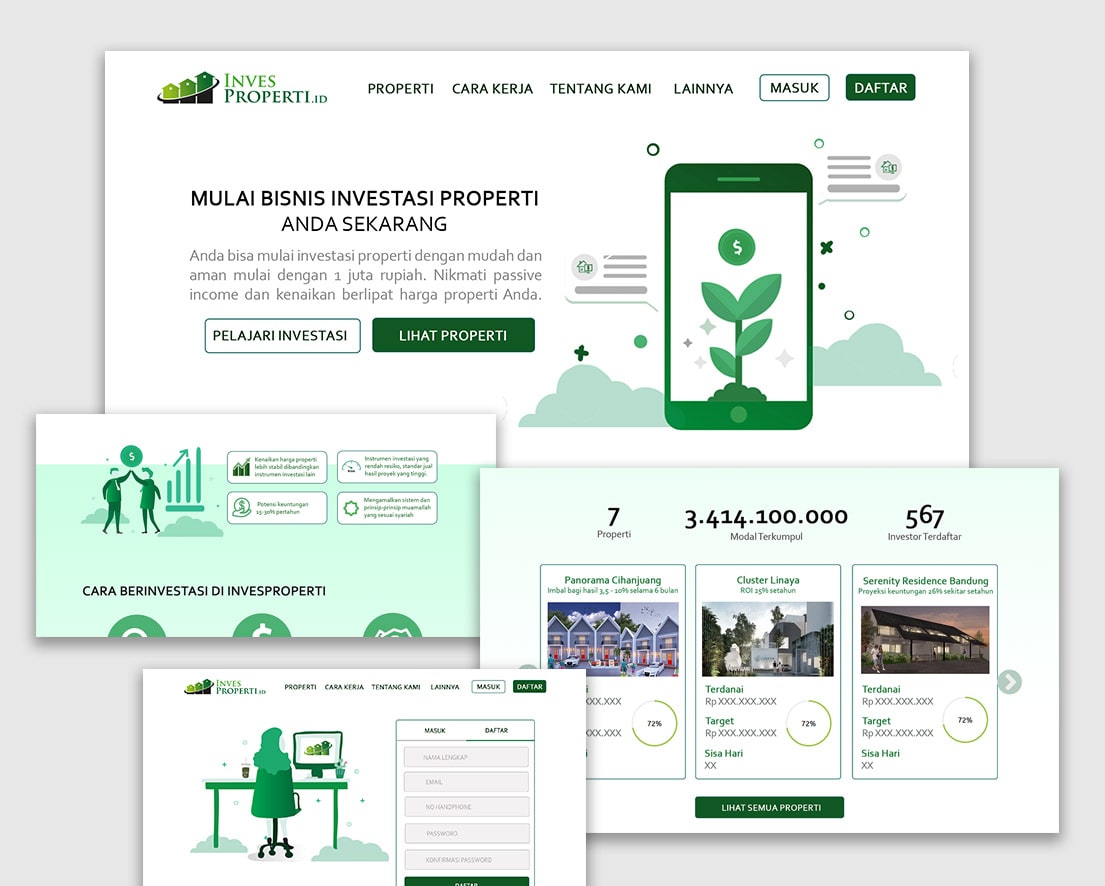 INVES
PROPERTI.ID
PROPERTI CARA KERJA TENTANG KAMI LAINNYA MASUK DAFTAR
MULAI BISNIS INVESTASI PROPERTI
ANDA SEKARANG
Anda bisa mulai investasi properti dengan mudah dan
aman mulai dengan 1 juta rupiah. Nikmati passive
income dan kenaikan berlipat harga properti Anda.
PELAJARI INVESTASI LIHAT PROPERTI
Kenaikan harga properti
lebih stabil dibandingkan
instrumen investasi lain
Instrumen investasi yang
rendah resiko, standar jual
hasil proyek yang tinggi.
Potensi keuntungan
15-30% pertahun
Mengamalkan sistem dan
prinsip-prinsip muamallah
yang sesuai syariah
CARA BERINVESTASI DI INVESPROPERTI
7
Properti
3.414.100.000
Modal Terkumpul
567
Investor Terdaftar
Panorama Cihanjuang
Imbal bagi hasil 3,5 - 10% selama 6 bulan
XX.XXX.XXX
XX.XXX.XXX
72%
Cluster Linaya
ROI 25% setahun
Terdanai
Rp XXX.XXX.XXX
Target
Rp XXX.XXX.XXX
72%
Sisa Hari
XX
Serenity Residence Bandung
Proyeksi keuntungan 26% sekitar setahun
Terdanai
Rp XXX.XXX.XXX
Target
Rp XXX.XXX.XXX
72%
Sisa Hari
XX
LIHAT SEMUA PROPERTI
INVES
PROPERTI.ID
PROPERTI CARA KERJA TENTANG KAMI LAINNYA MASUK DAFTAR
MASUK DAFTAR
NAMA LENGKAP
EMAIL
NO HANDPHONE
PASSWORD
KONFIRMASI PASSWORD
DAFTAR